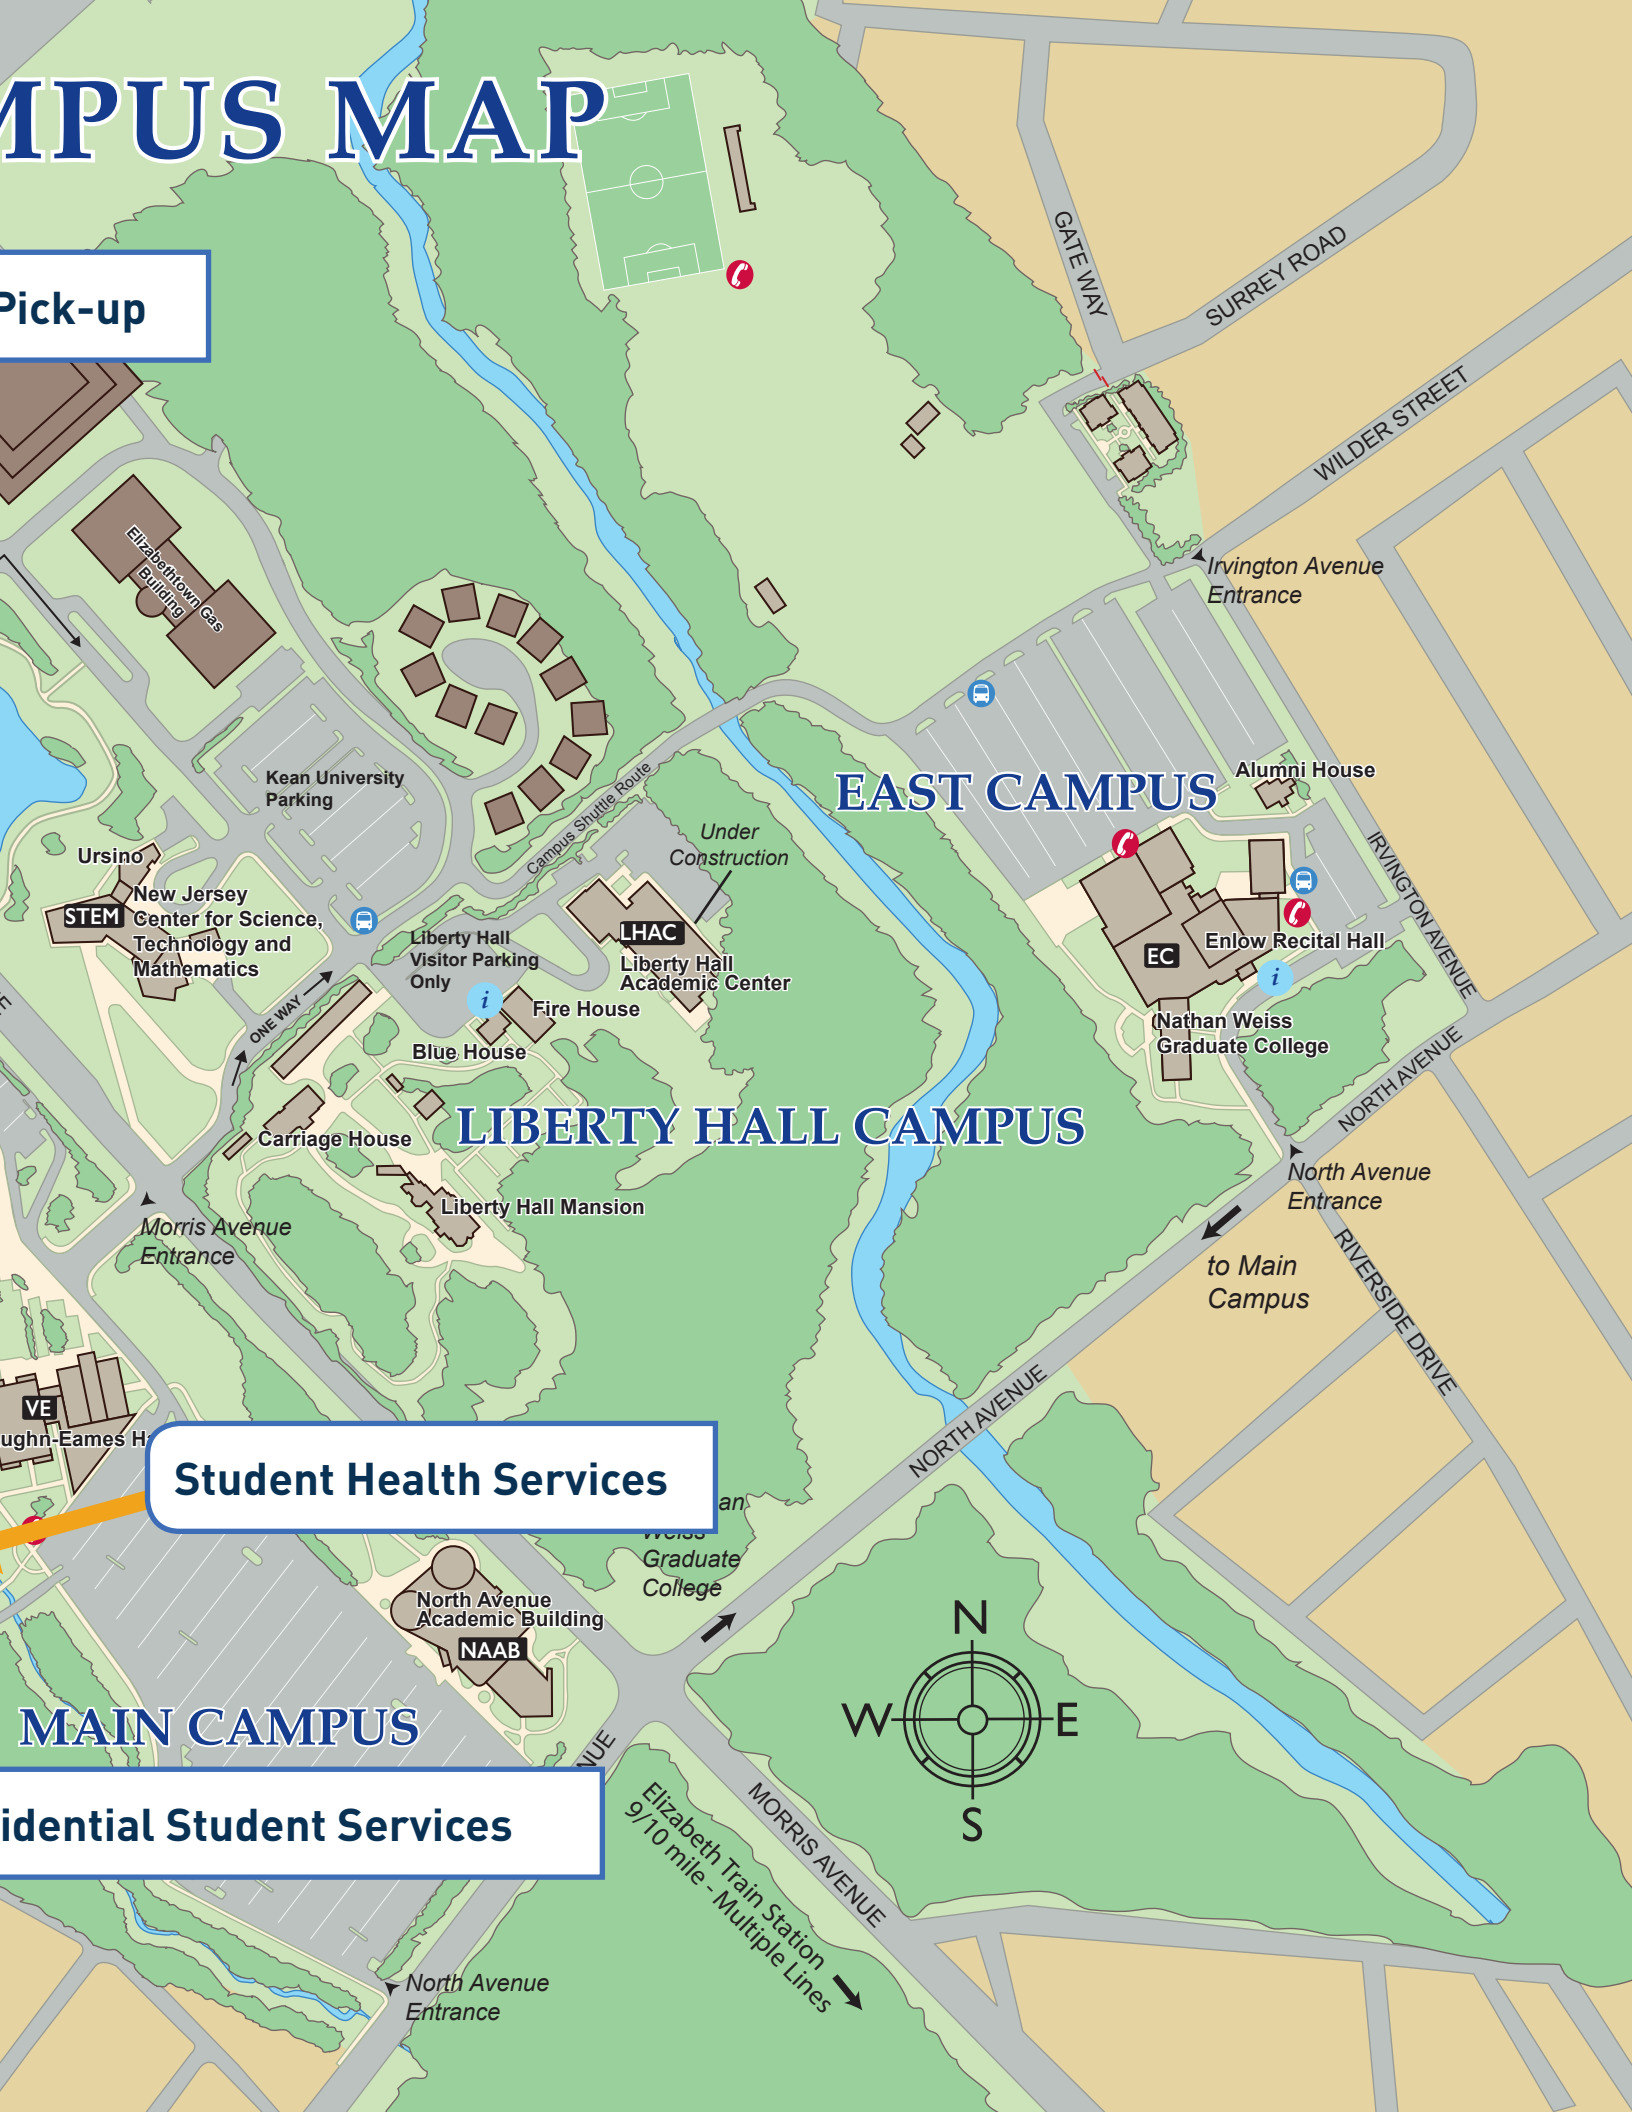 MPUS MAP
Pick-up
GATE WAY
SURREY ROAD
WILDER STREET
Irvington Avenue
Entrance
Elizabethtown Gas
Building
Kean University
Parking
Campus Shuttle Route
EAST CAMPUS
Alumni House
Under
Construction
IRVINGTON AVENUE
Ursino
STEM
New Jersey
Center for Science,
Technology and
Mathematics
LHAC
Liberty Hall
Academic Center
Liberty Hall
Visitor Parking
Only
i
Fire House
Blue House
Enlow Recital Hall
EC
i
Nathan Weiss
Graduate College
ONE WAY
NORTH AVENUE
LIBERTY HALL CAMPUS
Carriage House
Liberty Hall Mansion
North Avenue
Entrance
Morris Avenue
Entrance
to Main
Campus
RIVERSIDE DRIVE
NORTH AVENUE
VE
ughn-Eames Ha
Student Health Services
an
Weiss
Graduate
College
North Avenue
Academic Building
NAAB
N
W
E
S
MAIN CAMPUS
NUE
idential Student Services
MORRIS AVENUE
Elizabeth Train Station
9/10 mile - Multiple Lines
North Avenue
Entrance